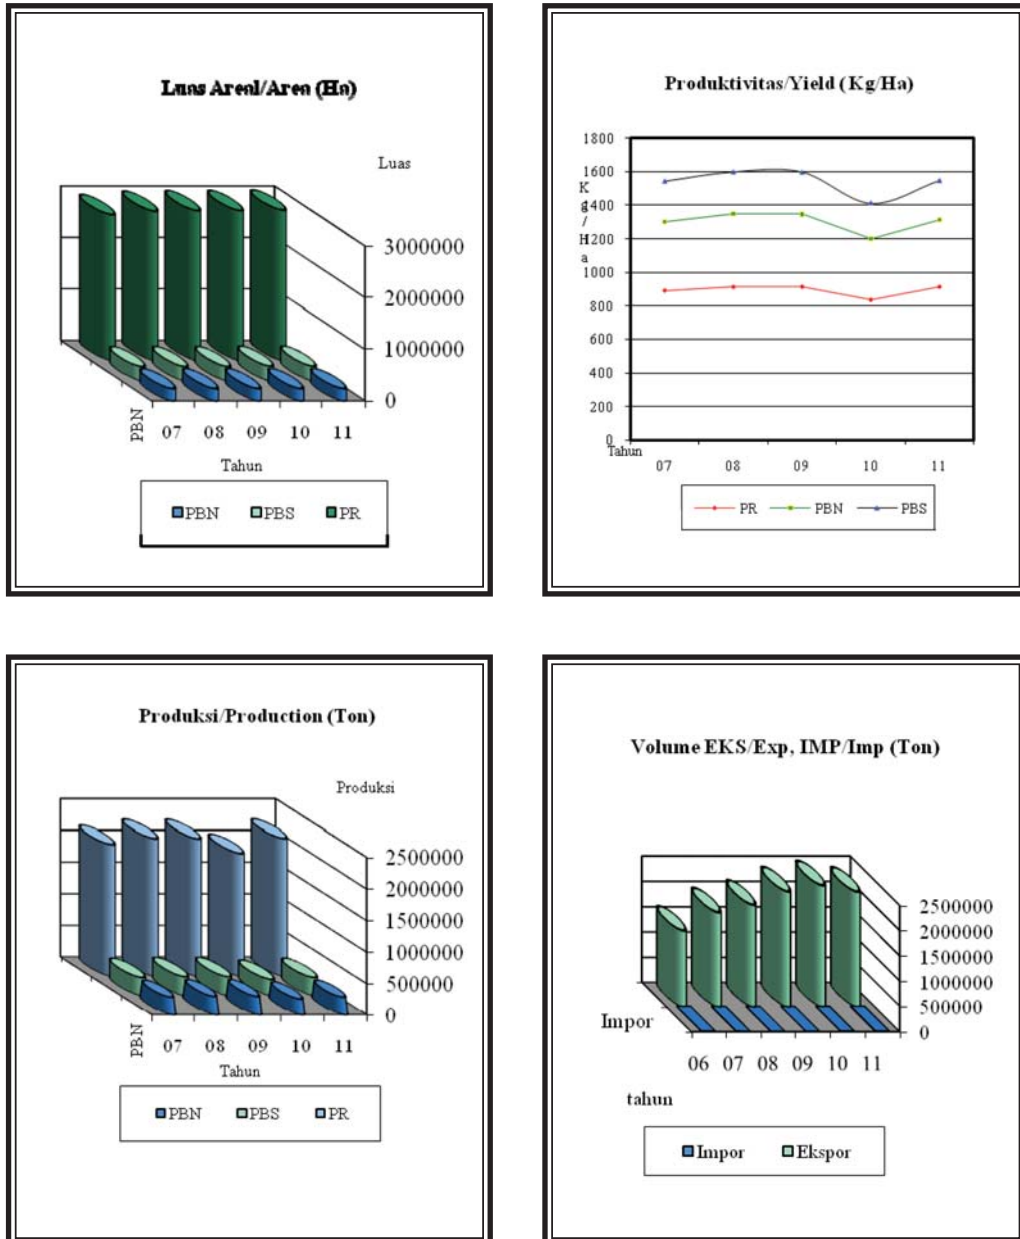 Luas Areal/Area (Ha)
Luas
3000000
2000000
1000000
0
PBN
07 08 09 10 11
Tahun
PBN PBS PR
Produktivitas/Yield (Kg/Ha)
1800
1600
1400
1200
1000
800
600
400
200
0
Kg/Ha
Tahun
07 08 09 10 11
PR PBN PBS
Produksi/Production (Ton)
Produksi
2500000
2000000
1500000
1000000
500000
0
PBN
07 08 09 10 11
Tahun
PBN PBS PR
Volume EKS/Exp, IMP/Imp (Ton)
2500000
2000000
1500000
1000000
500000
0
Impor
06 07 08 09 10 11
tahun
Impor Ekspor